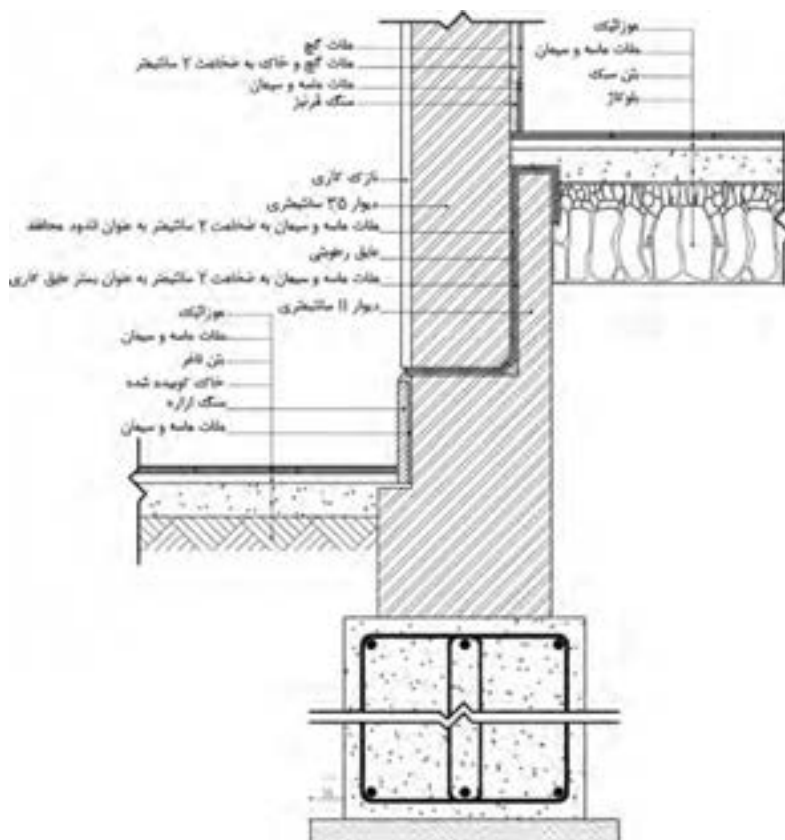 ملات گچ
ملات گچ و خاک به ضخامت ۲ سانتیمتر
ملات ماسه و سیمان
سنگ قرنیز
موزائیک
ملات ماسه و سیمان
بتن سبک
بلوکاژ
نازک کاری
دیوار ۳۵ سانتیمتری
ملات ماسه و سیمان به ضخامت ۲ سانتیمتر به عنوان اندود محافظ
عایق رطوبتی
ملات ماسه و سیمان به ضخامت ۲ سانتیمتر به عنوان بستر عایق کاری
دیوار ۱۱ سانتیمتری
موزائیک
ملات ماسه و سیمان
بتن لاغر
خاک کوبیده شده
سنگ ازاره
ملات ماسه و سیمان